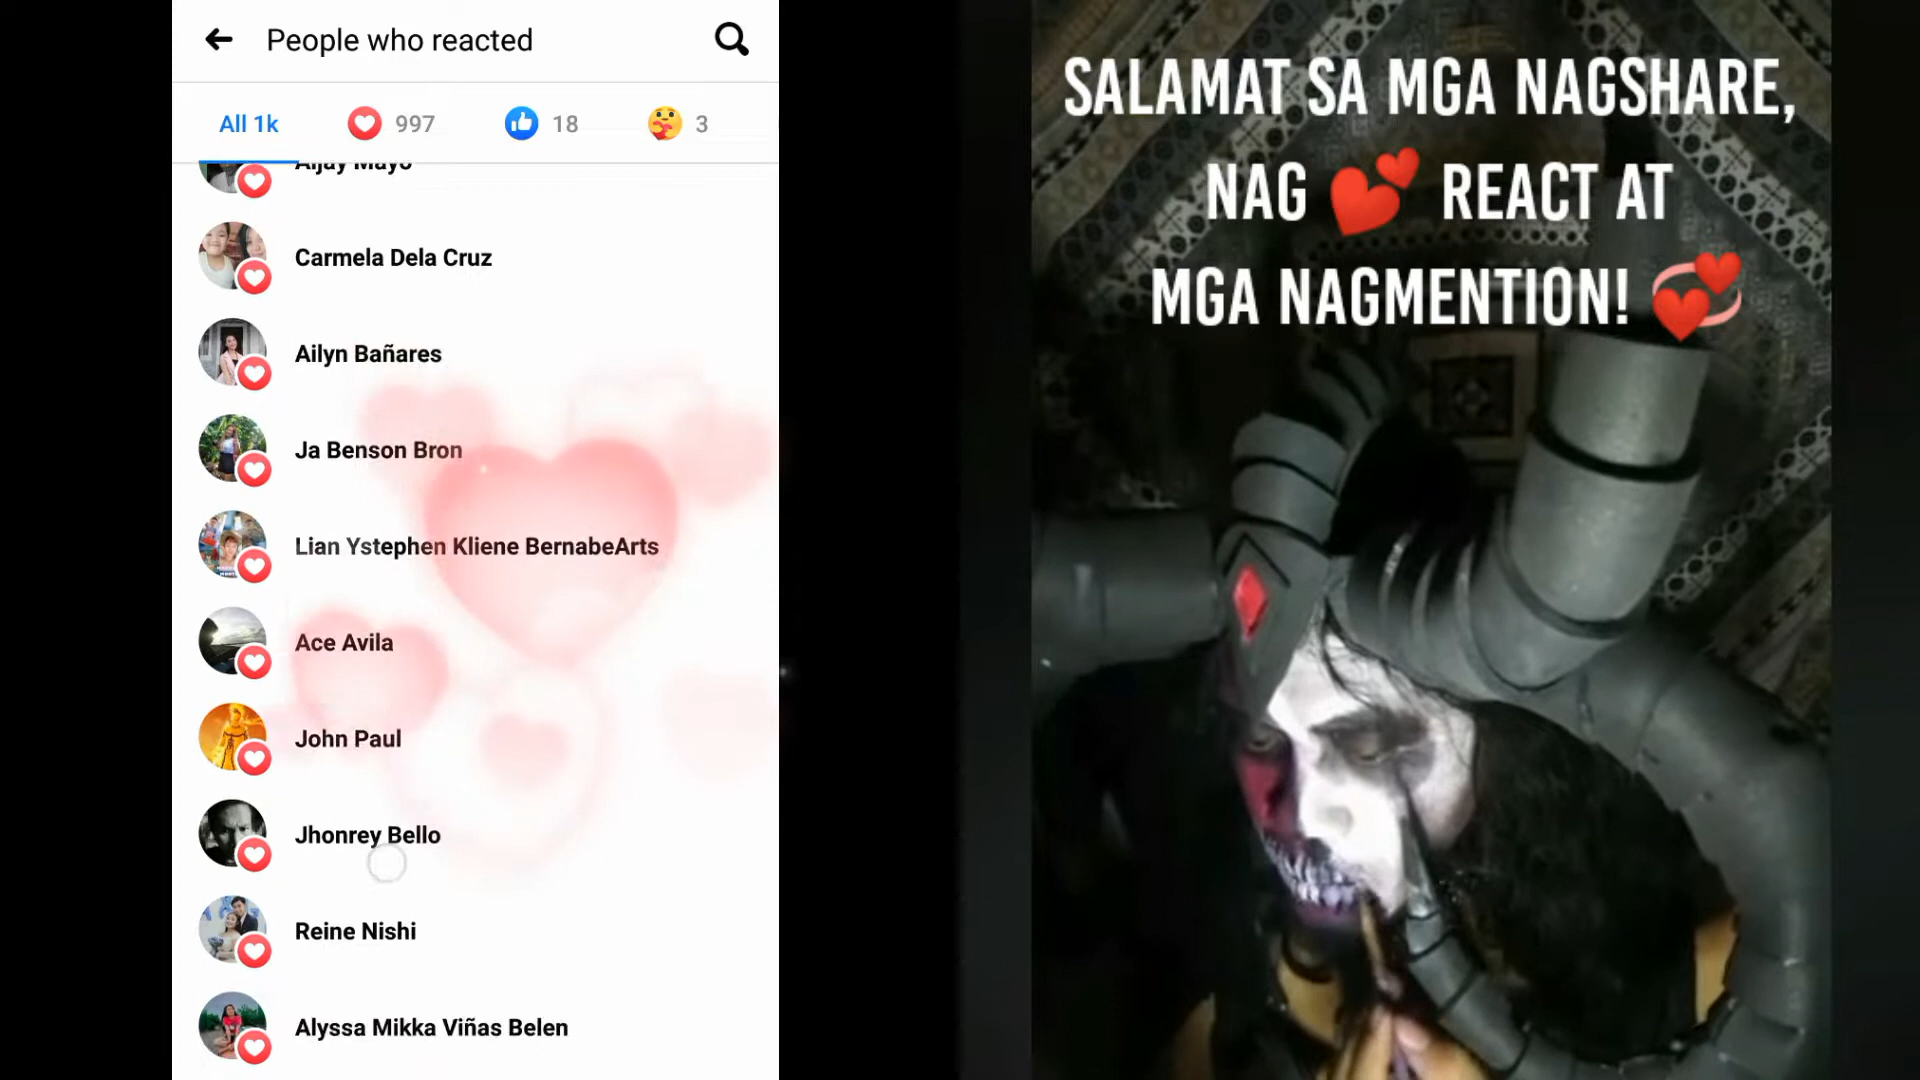 People who reacted
All 1k
997
18
3
Aljay Mayo
Carmela Dela Cruz
Ailyn Bañares
Ja Benson Bron
Lian Ystephen Kliene BernabeArts
Ace Avila
John Paul
Jhonrey Bello
Reine Nishi
Alyssa Mikka Viñas Belen
SALAMAT SA MGA NAGSHARE,
NAG 💕 REACT AT
MGA NAGMENTION! 💞